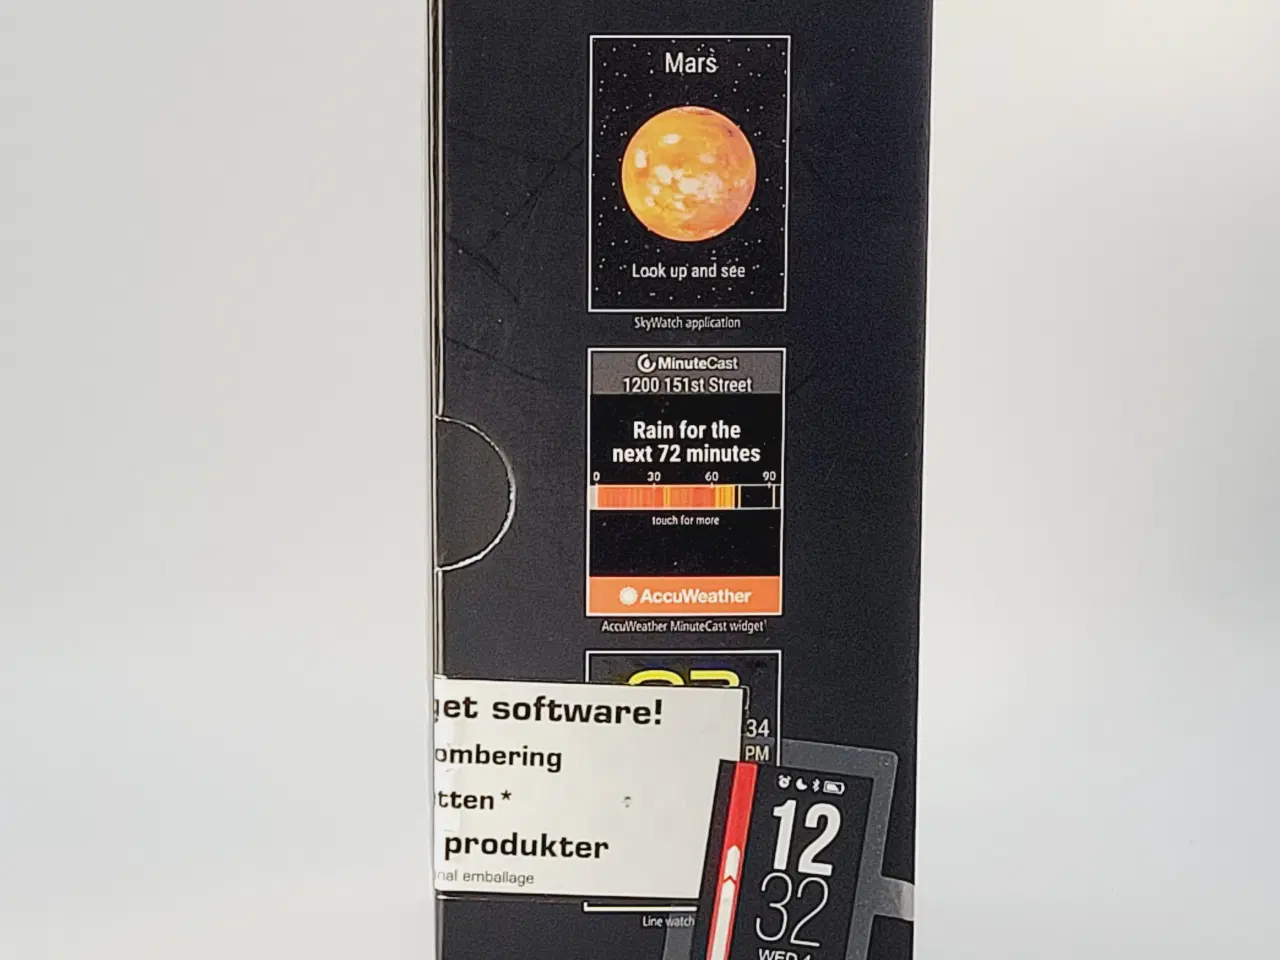 Mars
Look up and see
SkyWatch application
MinuteCast
1200 151st Street
Rain for the
next 72 minutes
0 30 60 90
touch for more
AccuWeather
AccuWeather MinuteCast widget
34
PM
get software!
ombering
tten*
produkter
nal emballage
Line watch
12
32
WED 4